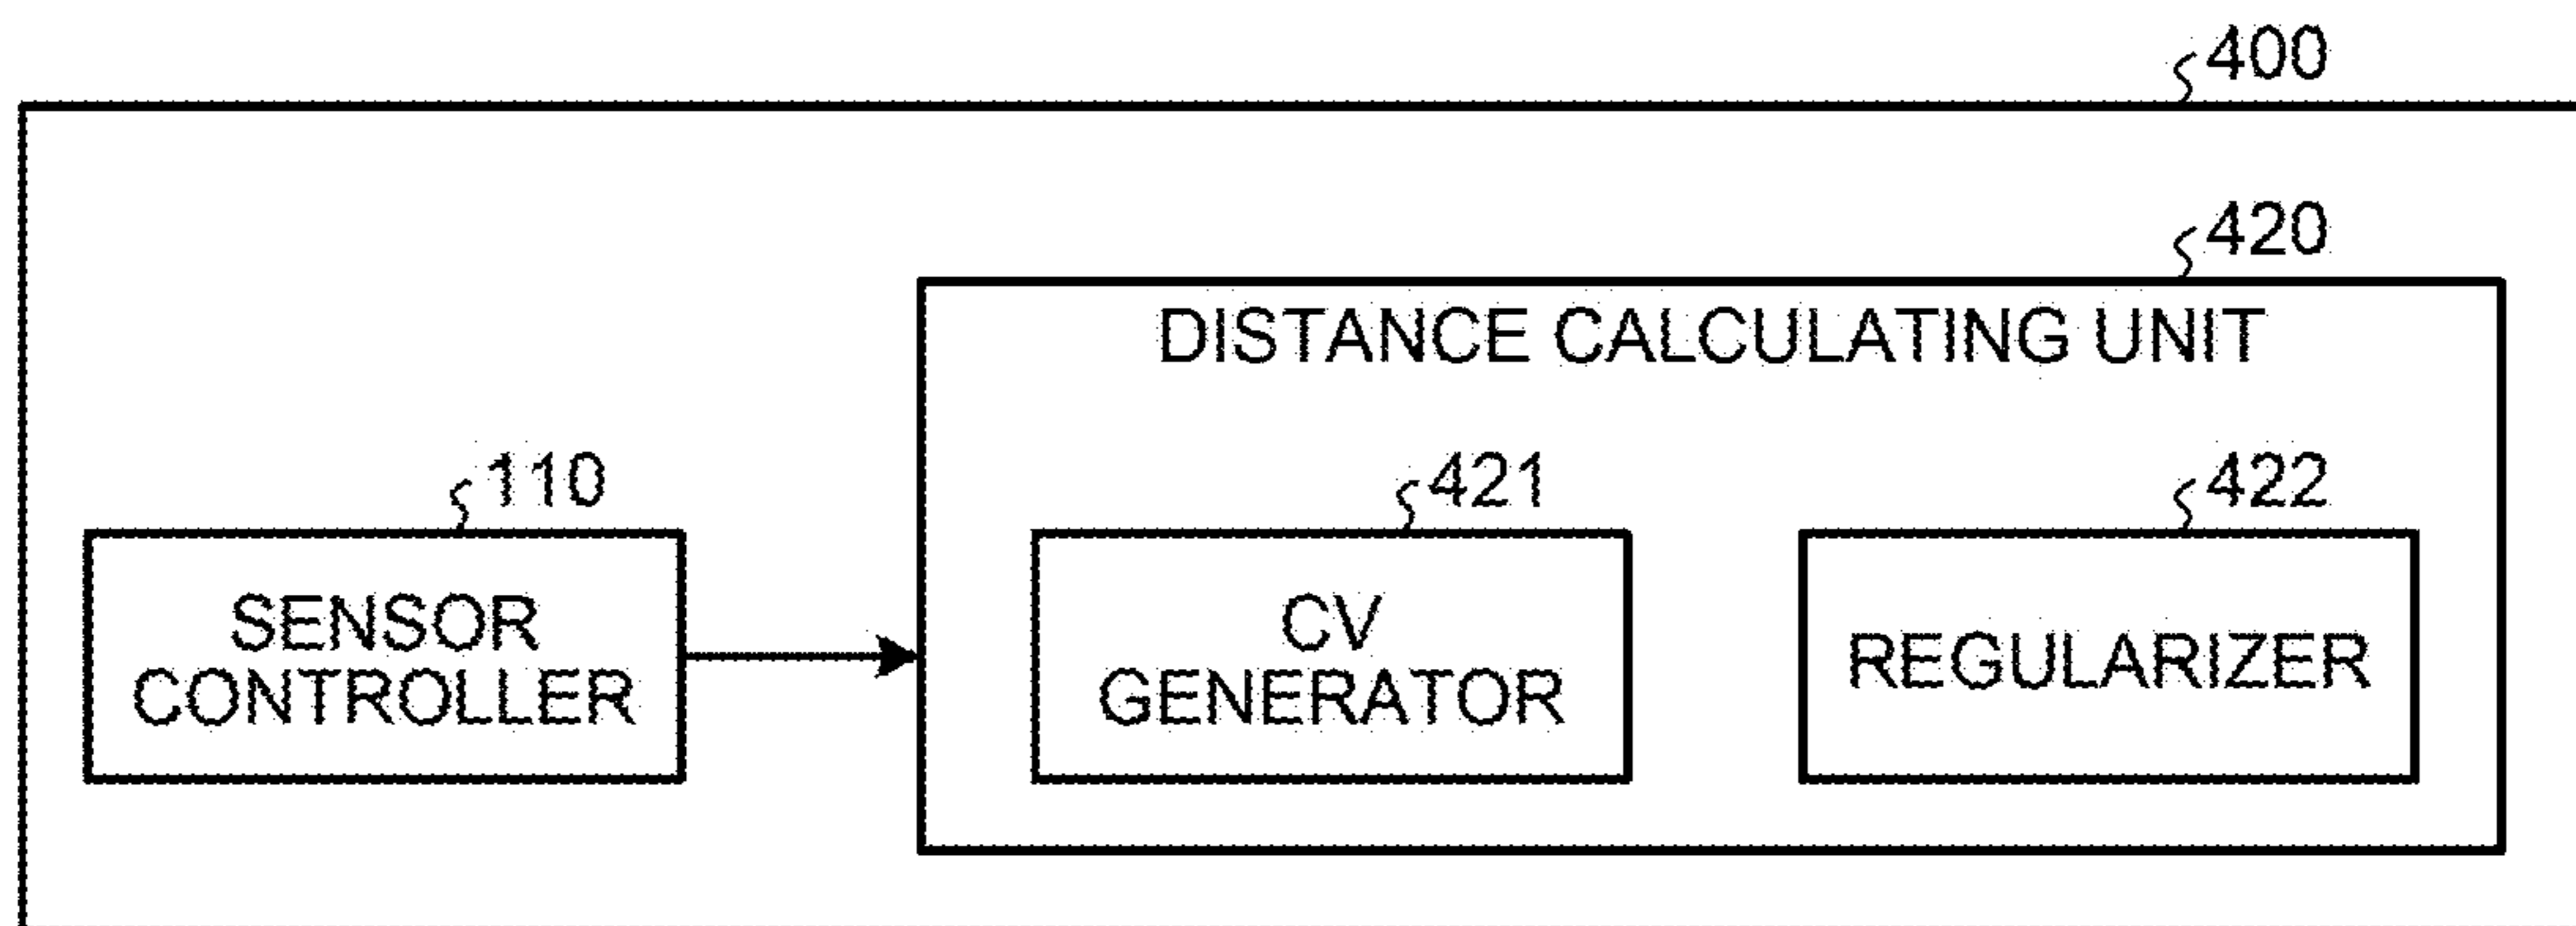 400
420
DISTANCE CALCULATING UNIT
110
421
422
SENSOR
CONTROLLER
CV
GENERATOR
REGULARIZER